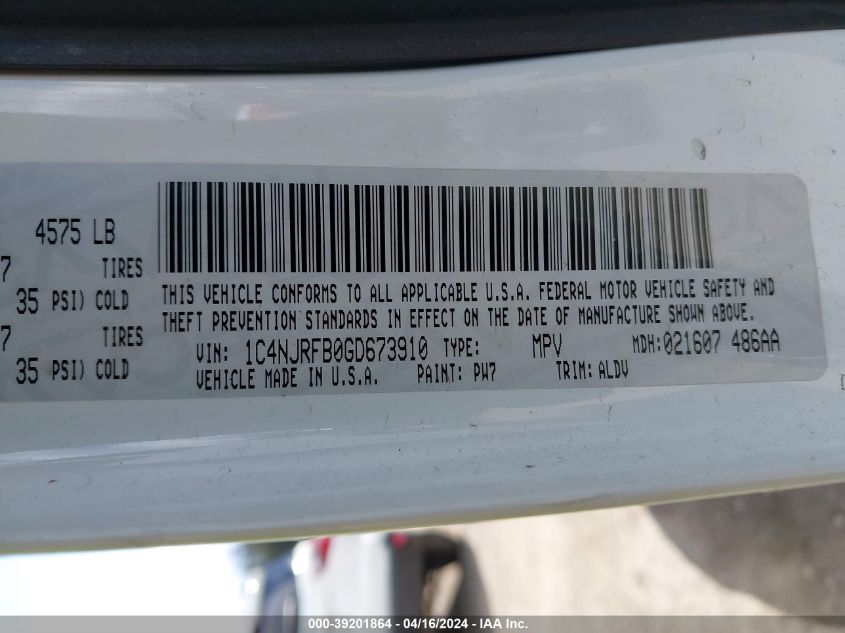 4575 LB
7 TIRES
35 PSI) COLD
7 TIRES
35 PSI) COLD
THIS VEHICLE CONFORMS TO ALL APPLICABLE U.S.A. FEDERAL MOTOR VEHICLE SAFETY AND
THEFT PREVENTION STANDARDS IN EFFECT ON THE DATE OF MANUFACTURE SHOWN ABOVE.
VIN: 1C4NJRFB0GD673910 TYPE: MPV MDH:021607 486AA
VEHICLE MADE IN U.S.A. PAINT: PW7 TRIM: ALDV
000-39201864 - 04/16/2024 - IAA Inc.